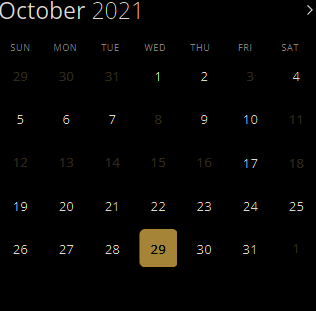 October 2021 >
SUN MON TUE WED THU FRI SAT
29 30 31 1 2 3 4
5 6 7 8 9 10 11
12 13 14 15 16 17 18
19 20 21 22 23 24 25
26 27 28 29 30 31 1